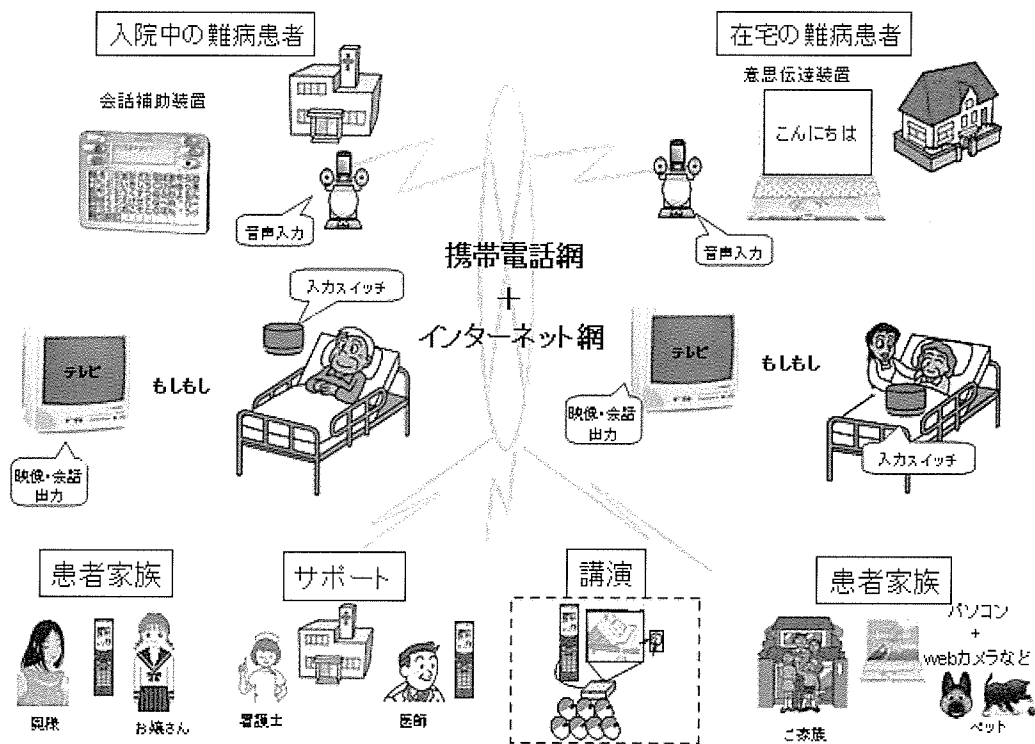 入院中の難病患者
在宅の難病患者
会話補助装置
意思伝達装置
こんにちは
音声入力
音声入力
携帯電話網
+
インターネット網
入力スイッチ
テレビ
もしもし
映像・会話
出力
テレビ
もしもし
映像・会話
出力
入力スイッチ
患者家族
サポート
講演
患者家族
奥様
お嬢さん
看護士
医師
ご家族
パソコン
+
webカメラなど
ペット